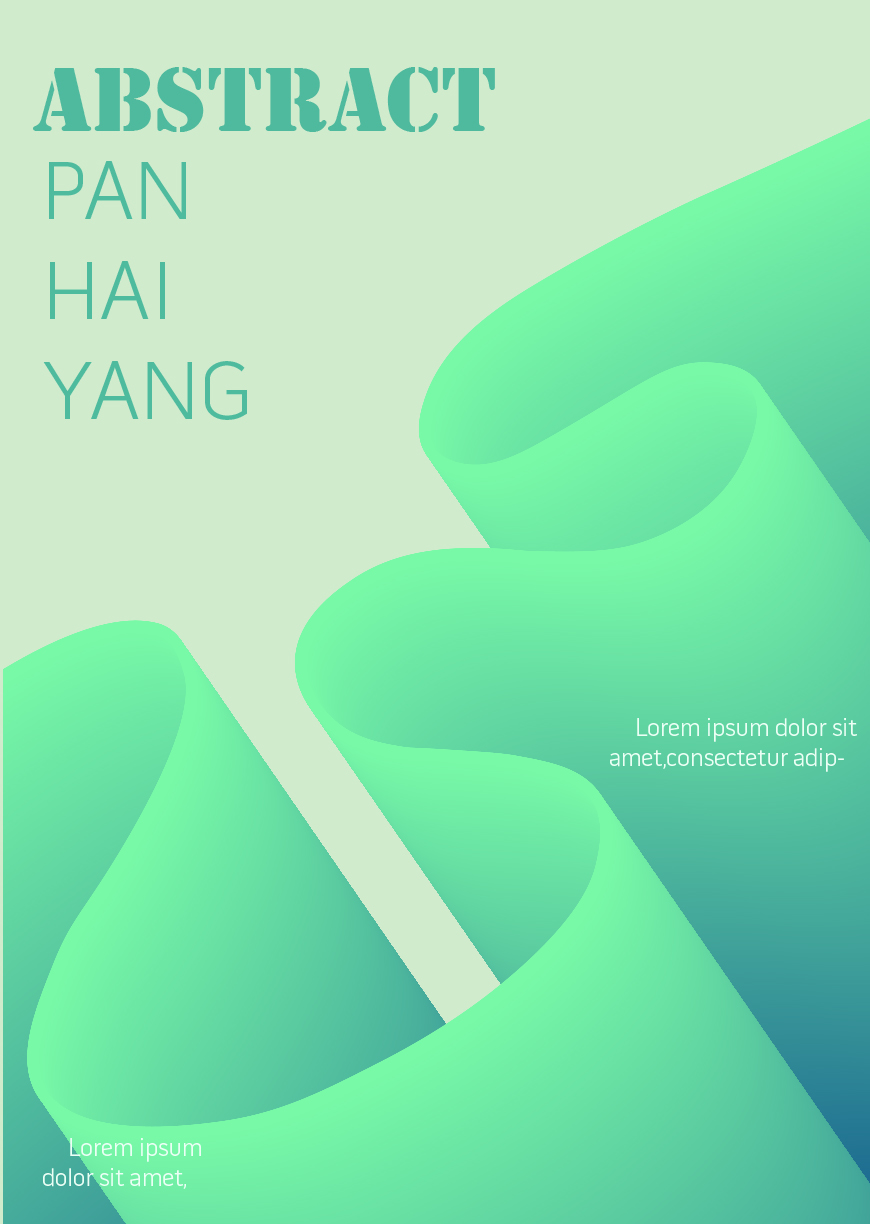 ABSTRACT
PAN
HAI
YANG
Lorem ipsum dolor sit
amet,consectetur adip-
Lorem ipsum
dolor sit amet,